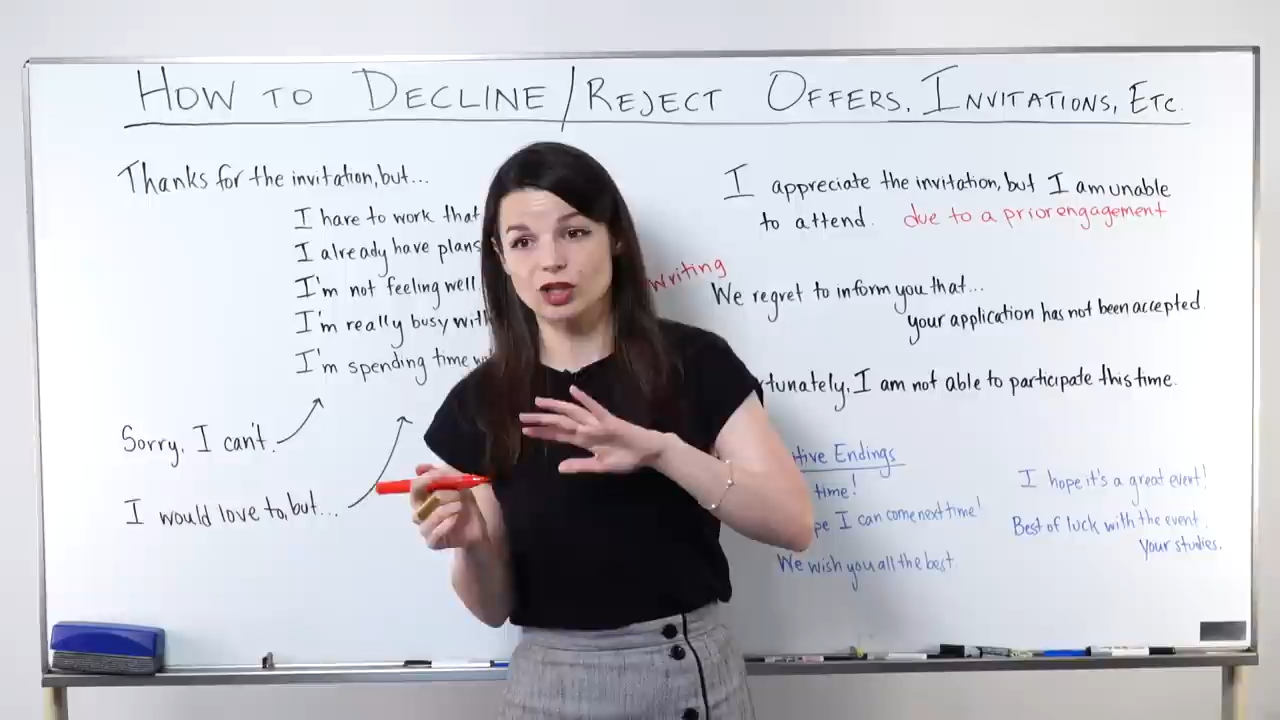 HOW TO DECLINE/REJECT OFFERS, INVITATIONS, ETC.
Thanks for the invitation, but...
I have to work that
I already have plans
I'm not feeling well.
I'm really busy with
I'm spending time
Sorry, I can't.
I would love to, but...
I appreciate the invitation, but I am unable
to attend. due to a prior engagement
writing
We regret to inform you that...
your application has not been accepted.
tunately, I am not able to participate this time.
itive Endings
time!
pe I can come next time!
We wish you all the best.
I hope it's a great event!
Best of luck with the event.
your studies.